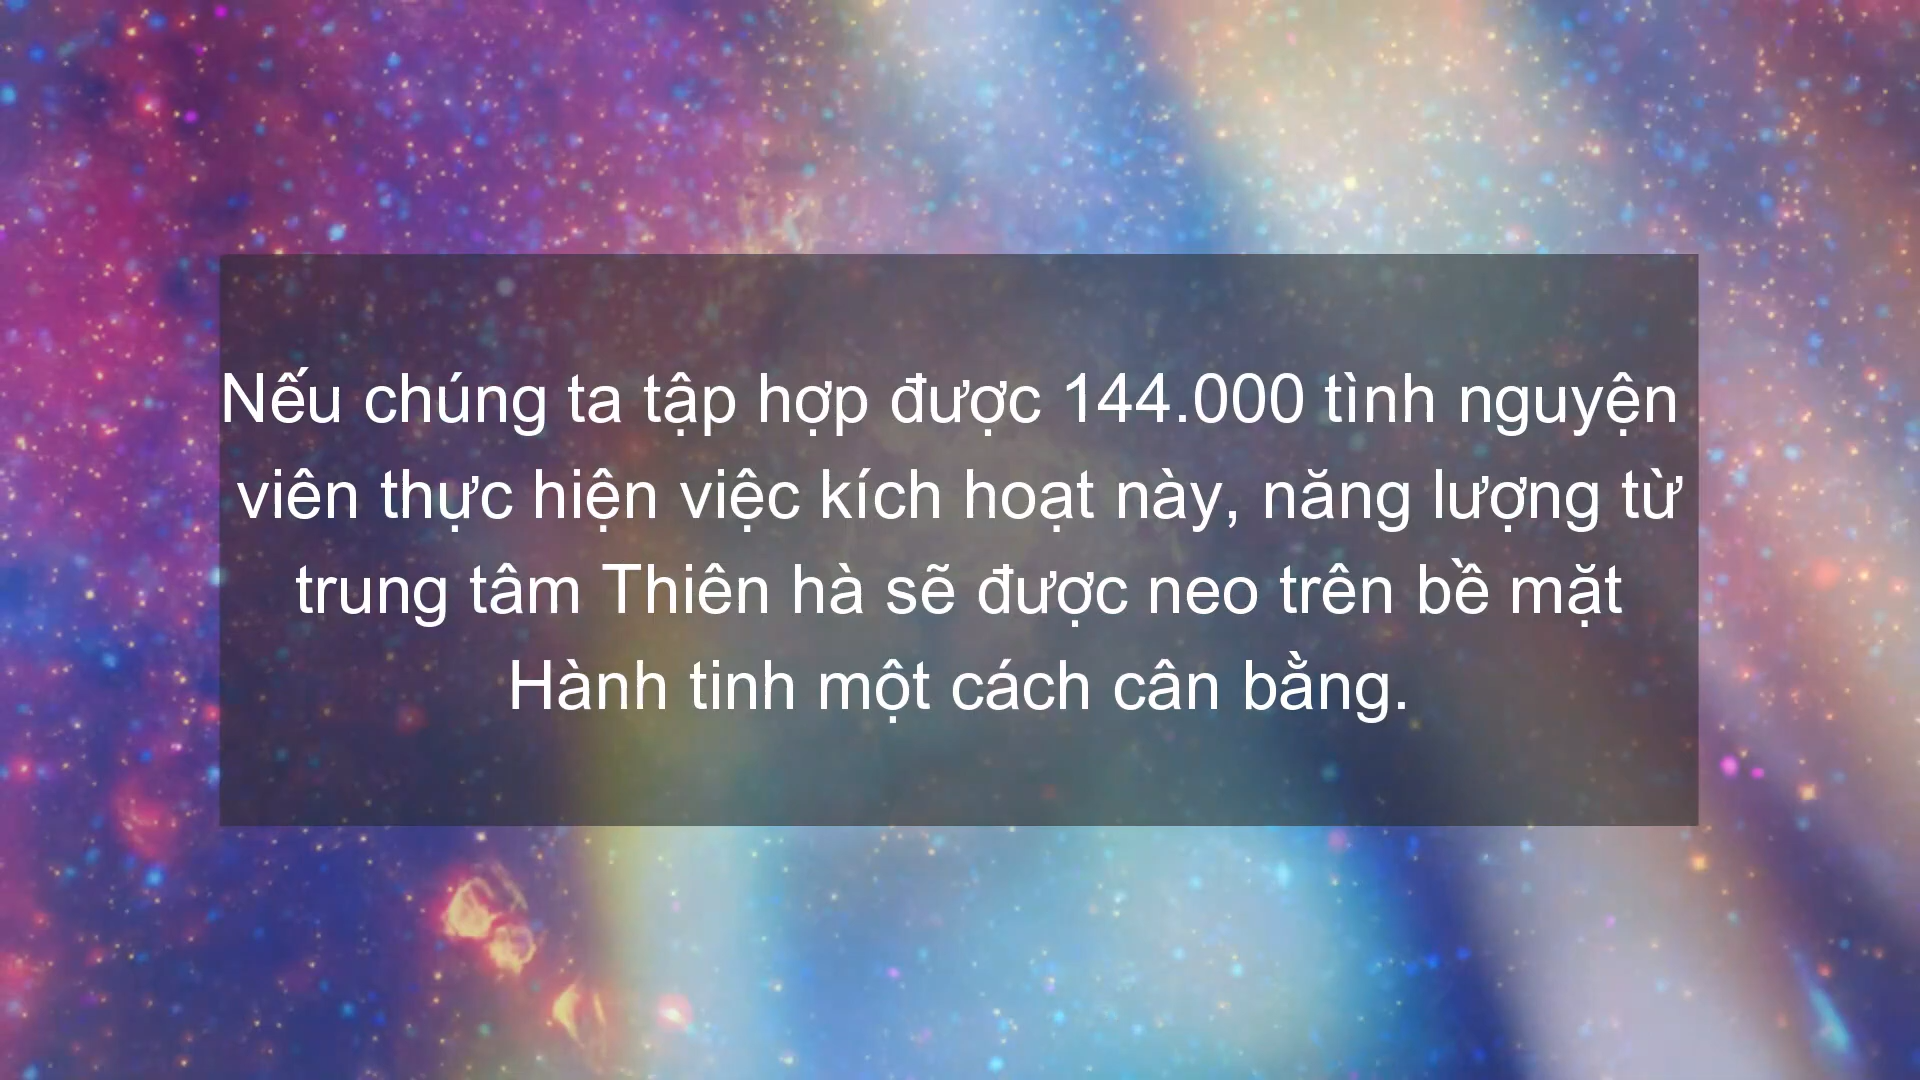 Nếu chúng ta tập hợp được 144.000 tình nguyện
viên thực hiện việc kích hoạt này, năng lượng từ
trung tâm Thiên hà sẽ được neo trên bề mặt
Hành tinh một cách cân bằng.